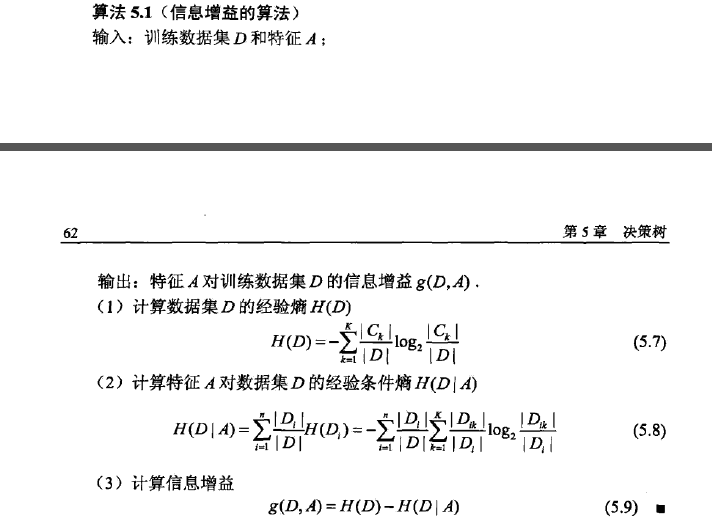 算法 5.1（信息增益的算法）
输入：训练数据集 D 和特征 A；
62 第 5 章 决策树
输出：特征 A 对训练数据集 D 的信息增益 g(D,A)．
（1）计算数据集 D 的经验熵 H(D)
H(D)=-\sum_{k=1}^{K}\frac{|C_k|}{|D|}\log_2\frac{|C_k|}{|D|} (5.7)
（2）计算特征 A 对数据集 D 的经验条件熵 H(D|A)
H(D|A)=\sum_{i=1}^{n}\frac{|D_i|}{|D|}H(D_i)=-\sum_{i=1}^{n}\frac{|D_i|}{|D|}\sum_{k=1}^{K}\frac{|D_{ik}|}{|D_i|}\log_2\frac{|D_{ik}|}{|D_i|} (5.8)
（3）计算信息增益
g(D,A)=H(D)-H(D|A) (5.9) ■